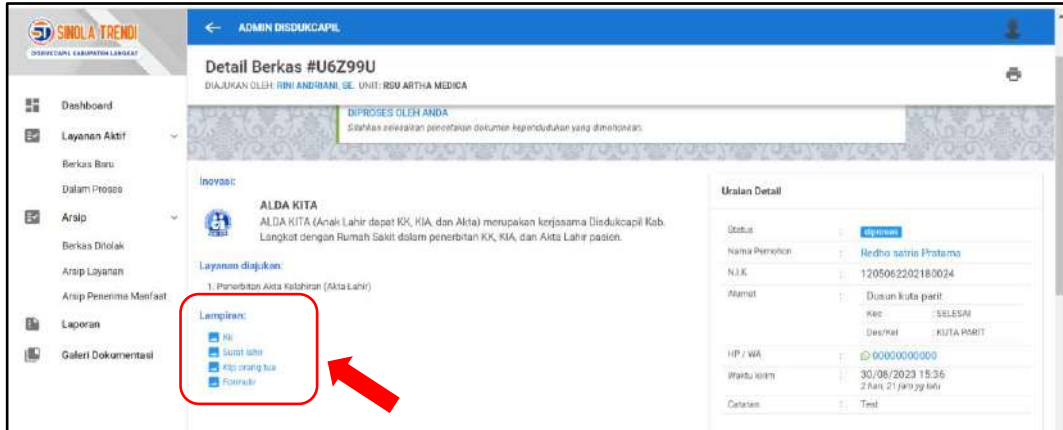 SINOLA TRENDI
DISDUKCAPIL KABUPATEN LANGKAT
Dashboard
Layanan Aktif
Berkas Baru
Dalam Proses
Arsip
Berkas Ditolak
Arsip Layanan
Arsip Penerima Manfaat
Laporan
Galeri Dokumentasi
ADMIN DISDUKCAPIL
Detail Berkas #U6Z99U
DIAJUKAN OLEH: RINI ANDRIANI, SE. UNIT: RSU ARTHA MEDICA
DIPROSES OLEH ANDA
Silahkan selesaikan pencetakan dokumen kependudukan yang dimohonkan.
Inovasi:
ALDA KITA
ALDA KITA (Anak Lahir dapat KK, KIA, dan Akta) merupakan kerjasama Disdukcapil Kab.
Langkat dengan Rumah Sakit dalam penerbitan KK, KIA, dan Akta Lahir pasien.
Layanan diajukan:
1. Penerbitan Akta Kelahiran (Akta Lahir)
Lampiran:
KK
Surat lahir
Ktp orang tua
Formulir
Uraian Detail
Status : diproses
Nama Pemohon : Redho satria Pratama
N.I.K : 1205062202180024
Alamat : Dusun kuta parit
Kec : SELESAI
Des/Kel : KUTA PARIT
HP / WA : 00000000000
Waktu kirim : 30/08/2023 15:36
2 hari, 21 jam yg lalu
Catatan : Test